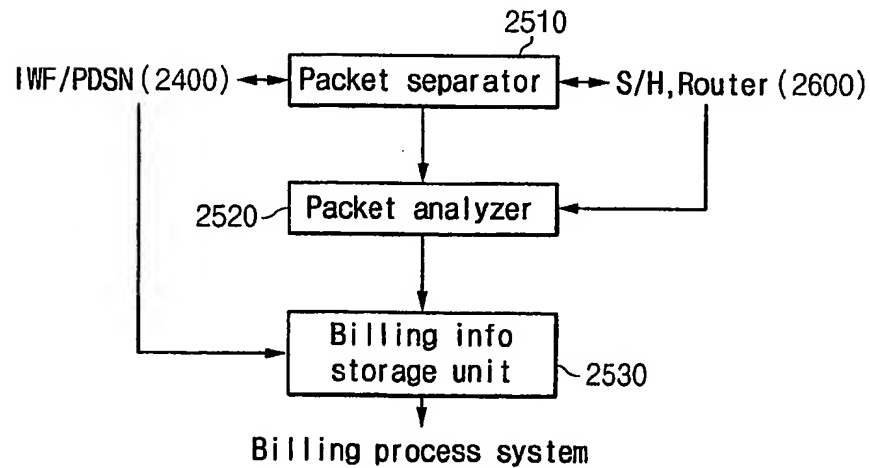 2510
IWF/PDSN(2400)
Packet separator
S/H,Router(2600)
2520
Packet analyzer
Billing info
storage unit
2530
Billing process system